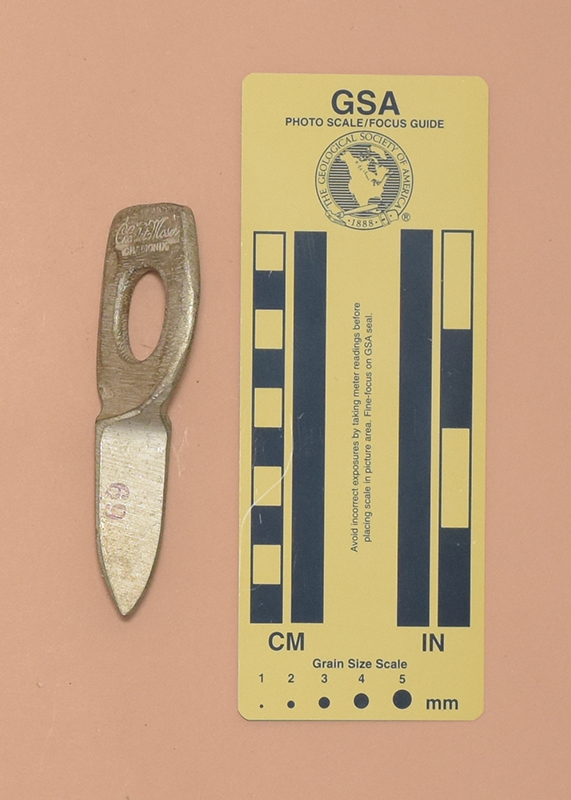 CHAMONIX
69
GSA
PHOTO SCALE/FOCUS GUIDE
THE GEOLOGICAL SOCIETY OF AMERICA
1888
®
Avoid incorrect exposures by taking meter readings before
placing scale in picture area. Fine-focus on GSA seal.
CM
IN
Grain Size Scale
1 2 3 4 5
mm